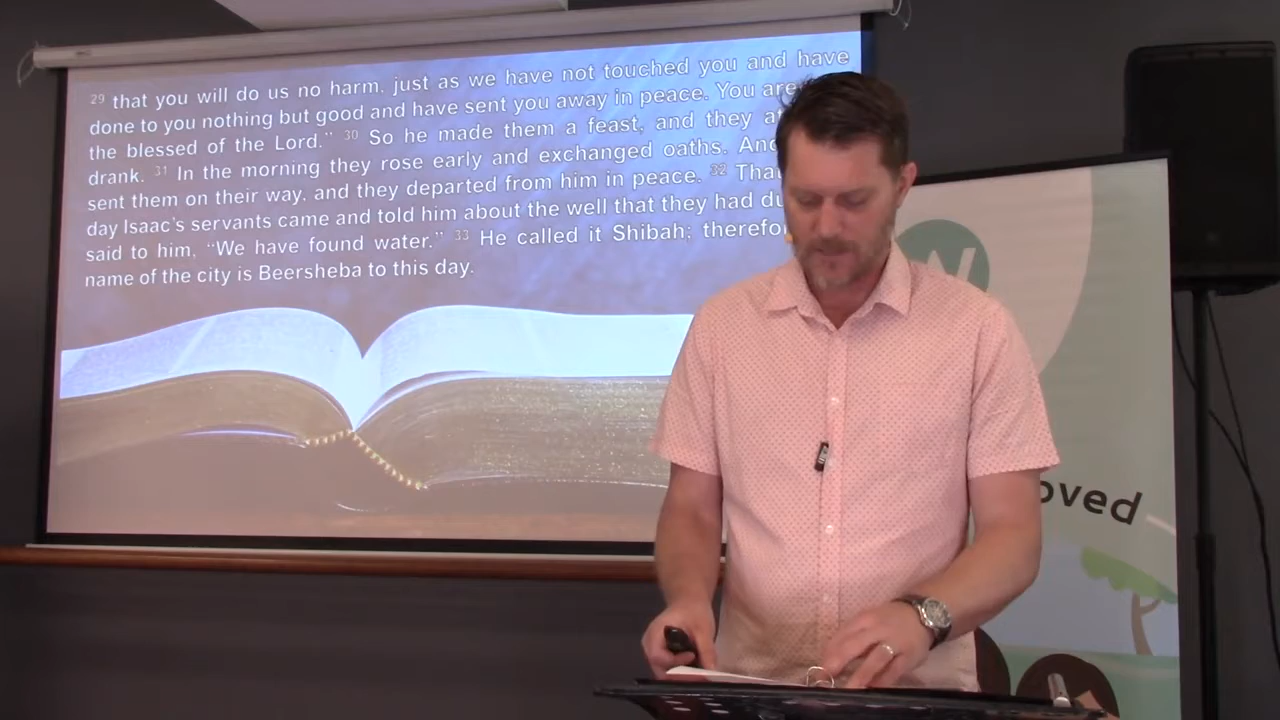 29 that you will do us no harm, just as we have not touched you and have
done to you nothing but good and have sent you away in peace. You are
the blessed of the Lord.” 30 So he made them a feast, and they
drank. 31 In the morning they rose early and exchanged oaths. And
sent them on their way, and they departed from him in peace. 32
day Isaac’s servants came and told him about the well that they had
said to him, “We have found water.” 33 He called it Shibah;
name of the city is Beersheba to this day.
W